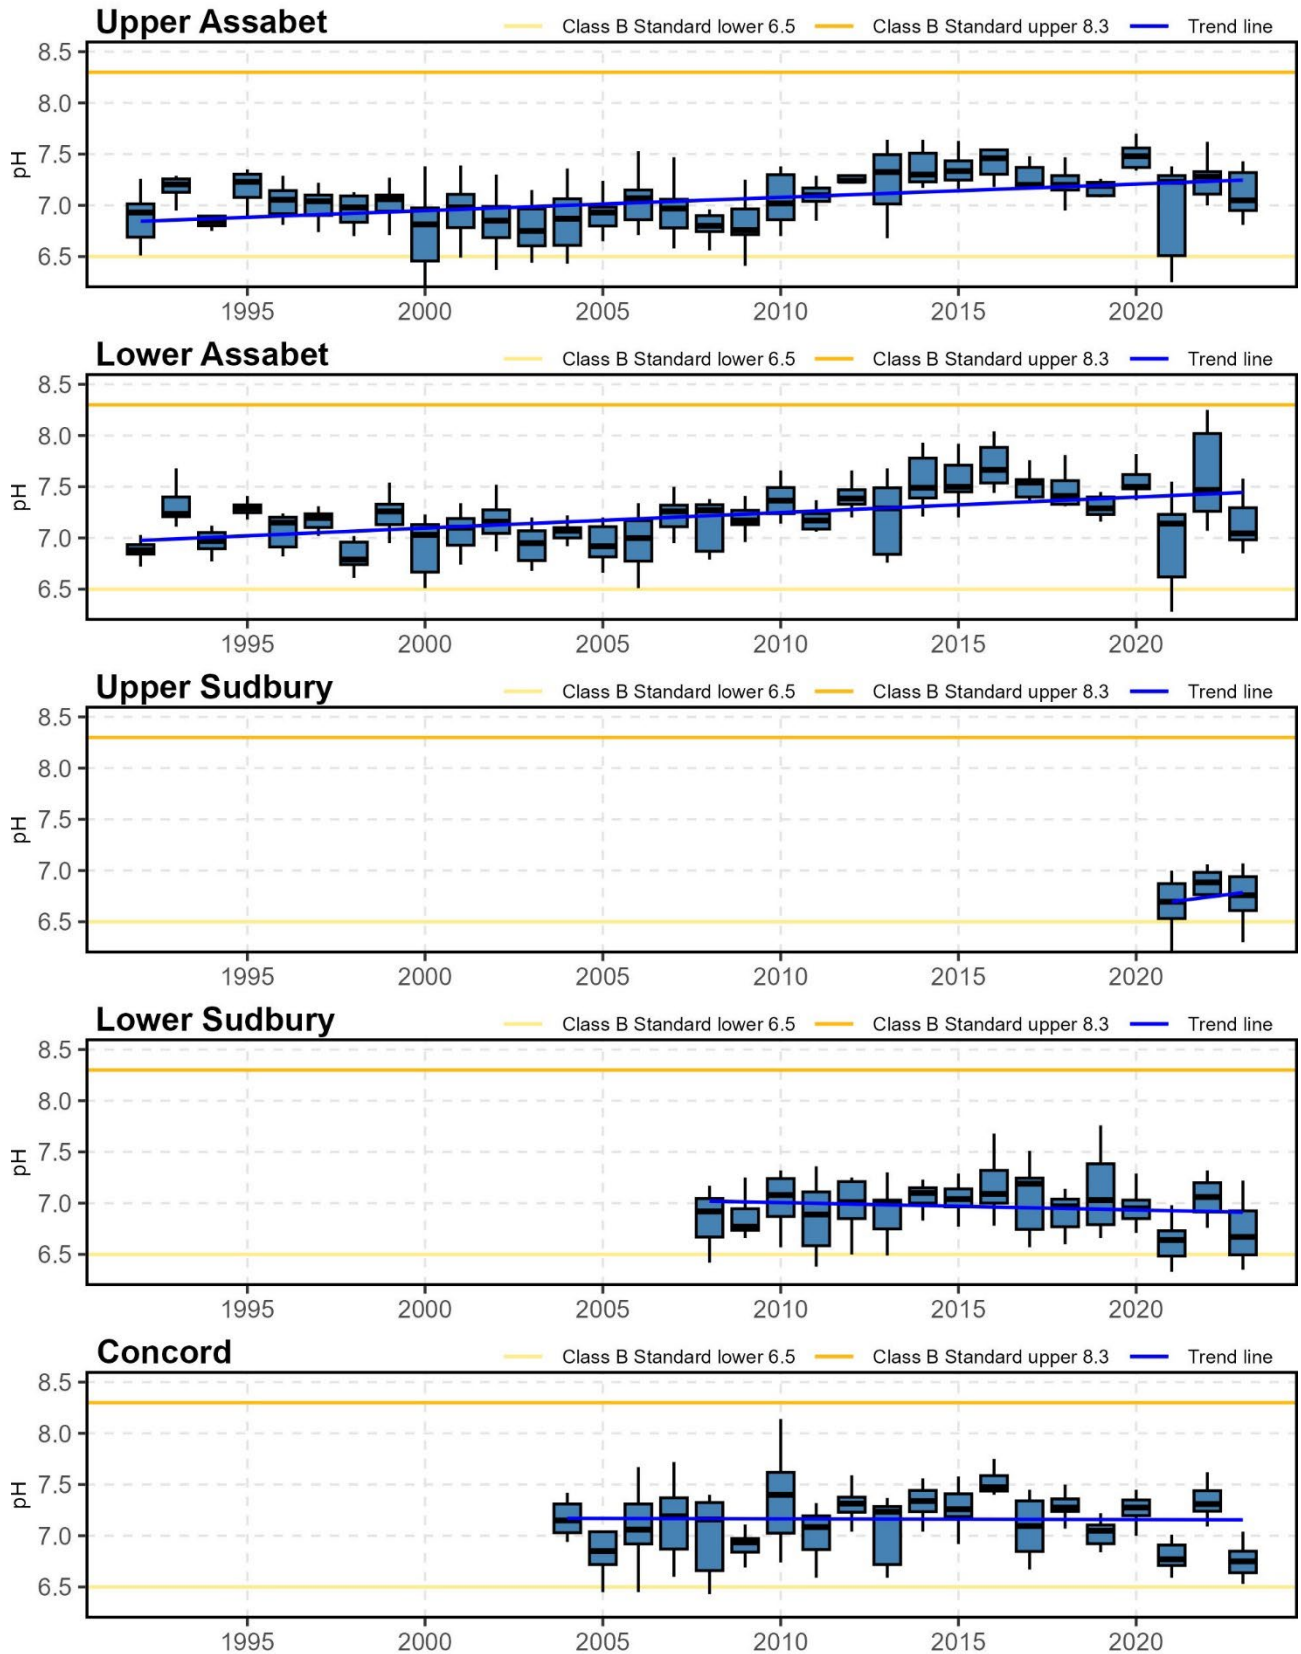 Upper Assabet
Class B Standard lower 6.5 Class B Standard upper 8.3 Trend line
8.5
8.0
7.5
7.0
6.5
pH
1995 2000 2005 2010 2015 2020
Lower Assabet
Class B Standard lower 6.5 Class B Standard upper 8.3 Trend line
8.5
8.0
7.5
7.0
6.5
pH
1995 2000 2005 2010 2015 2020
Upper Sudbury
Class B Standard lower 6.5 Class B Standard upper 8.3 Trend line
8.5
8.0
7.5
7.0
6.5
pH
1995 2000 2005 2010 2015 2020
Lower Sudbury
Class B Standard lower 6.5 Class B Standard upper 8.3 Trend line
8.5
8.0
7.5
7.0
6.5
pH
1995 2000 2005 2010 2015 2020
Concord
Class B Standard lower 6.5 Class B Standard upper 8.3 Trend line
8.5
8.0
7.5
7.0
6.5
pH
1995 2000 2005 2010 2015 2020